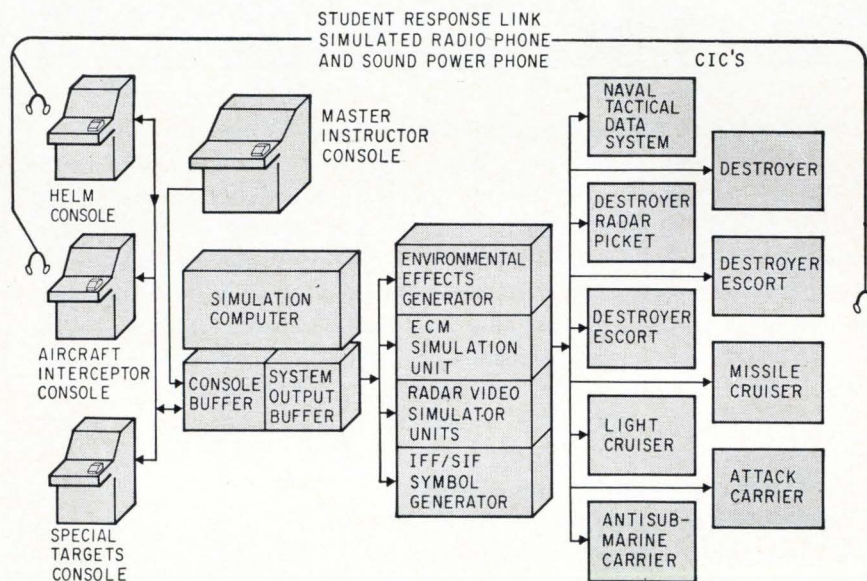 STUDENT RESPONSE LINK
SIMULATED RADIO PHONE
AND SOUND POWER PHONE
CIC'S
HELM
CONSOLE
MASTER
INSTRUCTOR
CONSOLE
AIRCRAFT
INTERCEPTOR
CONSOLE
SPECIAL
TARGETS
CONSOLE
SIMULATION
COMPUTER
CONSOLE
BUFFER
SYSTEM
OUTPUT
BUFFER
ENVIRONMENTAL
EFFECTS
GENERATOR
ECM
SIMULATION
UNIT
RADAR VIDEO
SIMULATOR
UNITS
IFF/SIF
SYMBOL
GENERATOR
NAVAL
TACTICAL
DATA
SYSTEM
DESTROYER
DESTROYER
RADAR
PICKET
DESTROYER
ESCORT
DESTROYER
ESCORT
MISSILE
CRUISER
LIGHT
CRUISER
ATTACK
CARRIER
ANTISUB-
MARINE
CARRIER